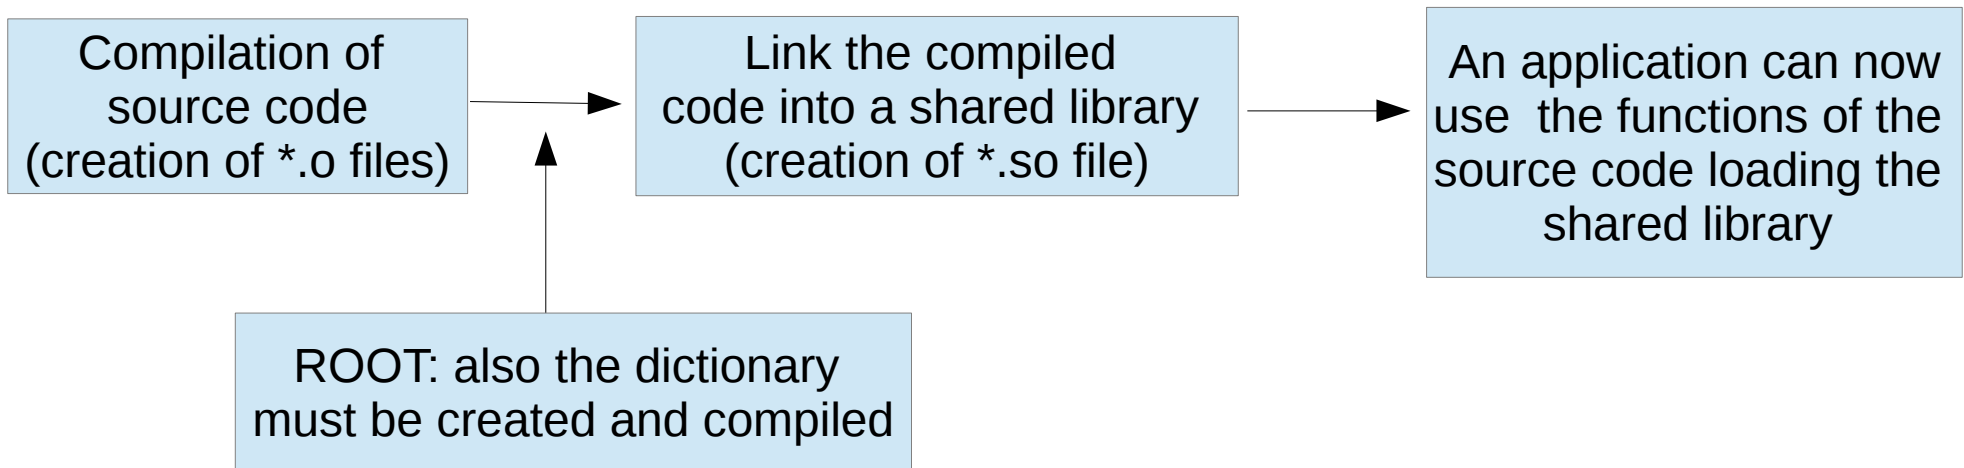 Compilation of
source code
(creation of *.o files)
Link the compiled
code into a shared library
(creation of *.so file)
An application can now
use  the functions of the
source code loading the
shared library
ROOT: also the dictionary
must be created and compiled